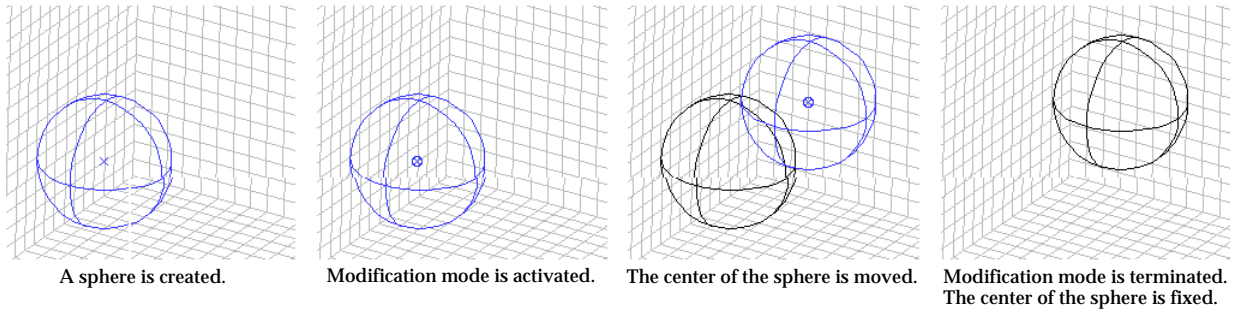 A sphere is created.
Modification mode is activated.
The center of the sphere is moved.
Modification mode is terminated.
The center of the sphere is fixed.